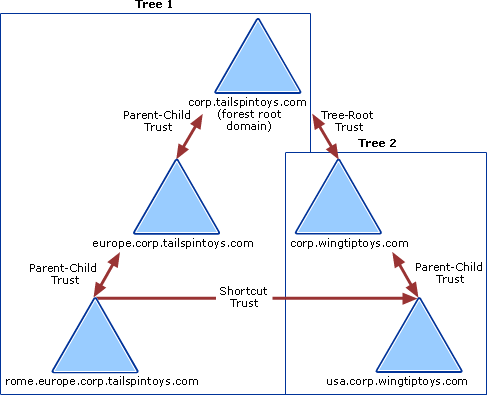 Tree 1
corp.tailspintoys.com
(forest root
domain)
Parent-Child
Trust
Tree-Root
Trust
Tree 2
europe.corp.tailspintoys.com
corp.wingtiptoys.com
Parent-Child
Trust
Parent-Child
Trust
Shortcut
Trust
rome.europe.corp.tailspintoys.com
usa.corp.wingtiptoys.com